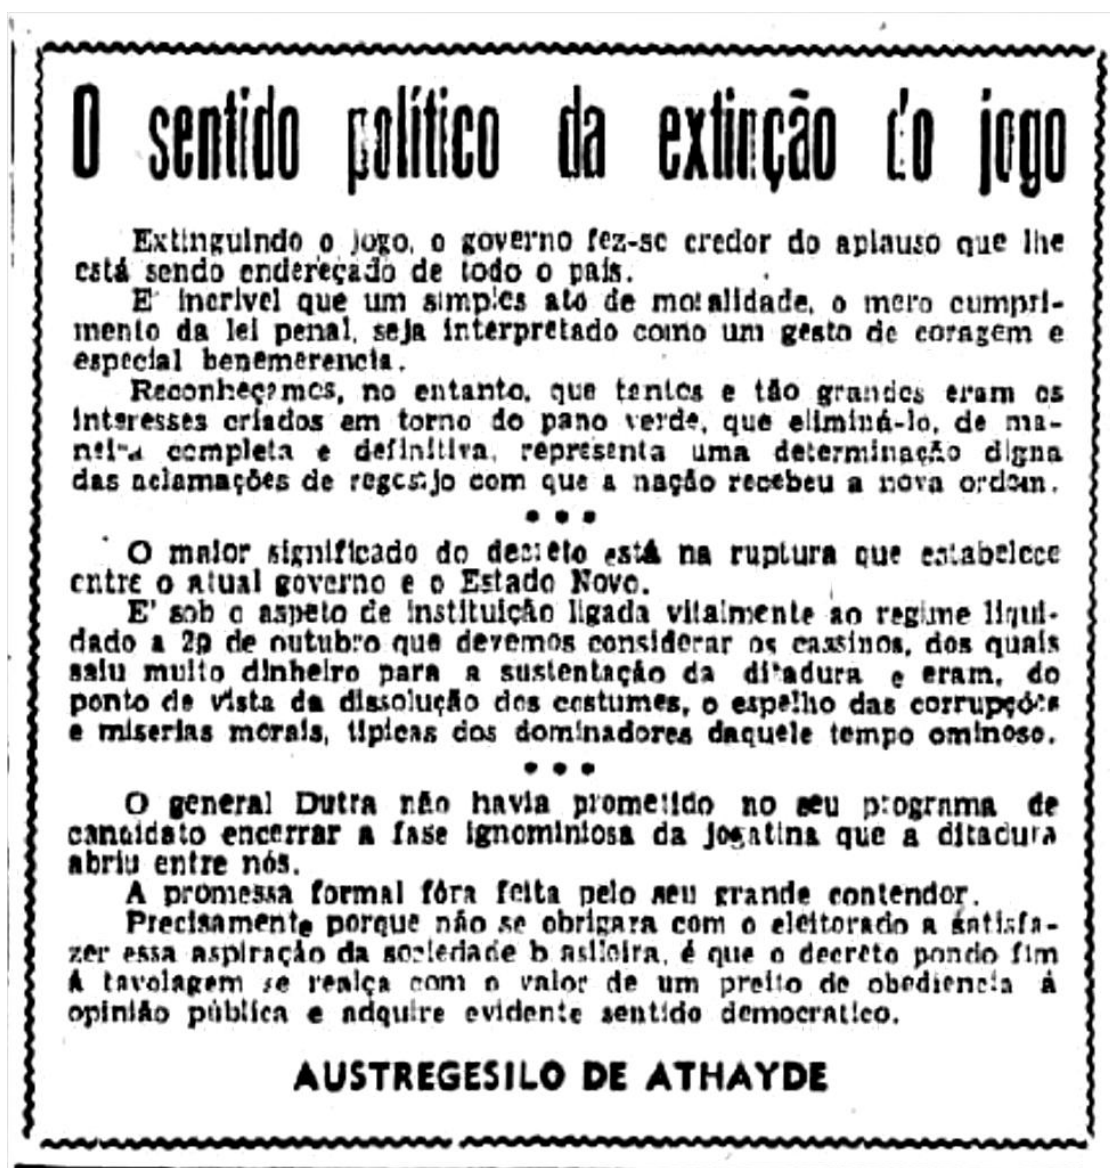 O sentido político da extinção do jogo
Extinguindo o jogo, o governo fez-se credor do aplauso que lhe
está sendo endereçado de todo o país.
E' incrivel que um simples ato de moralidade, o mero cumpri-
mento da lei penal, seja interpretado como um gesto de coragem e
especial benemerencia.
Reconheçamos, no entanto, que tantos e tão grandes eram os
interesses criados em torno do pano verde, que eliminá-lo, de ma-
neira completa e definitiva, representa uma determinação digna
das aclamações de regosijo com que a nação recebeu a nova ordem.
• • •
O maior significado do decreto está na ruptura que estabelece
entre o atual governo e o Estado Novo.
E' sob o aspeto de instituição ligada vitalmente ao regime liqui-
dado a 29 de outubro que devemos considerar os cassinos, dos quais
saiu muito dinheiro para a sustentação da ditadura e eram, do
ponto de vista da dissolução dos costumes, o espelho das corrupções
e miserias morais, tipicas dos dominadores daquele tempo ominoso.
• • •
O general Dutra não havia prometido no seu programa de
candidato encerrar a fase ignominiosa da jogatina que a ditadura
abriu entre nós.
A promessa formal fôra feita pelo seu grande contendor.
Precisamente porque não se obrigara com o eleitorado a satisfa-
zer essa aspiração da sociedade brasileira, é que o decreto pondo fim
á tavolagem se realça com o valor de um preito de obediencia á
opinião pública e adquire evidente sentido democratico.
AUSTREGESILO DE ATHAYDE